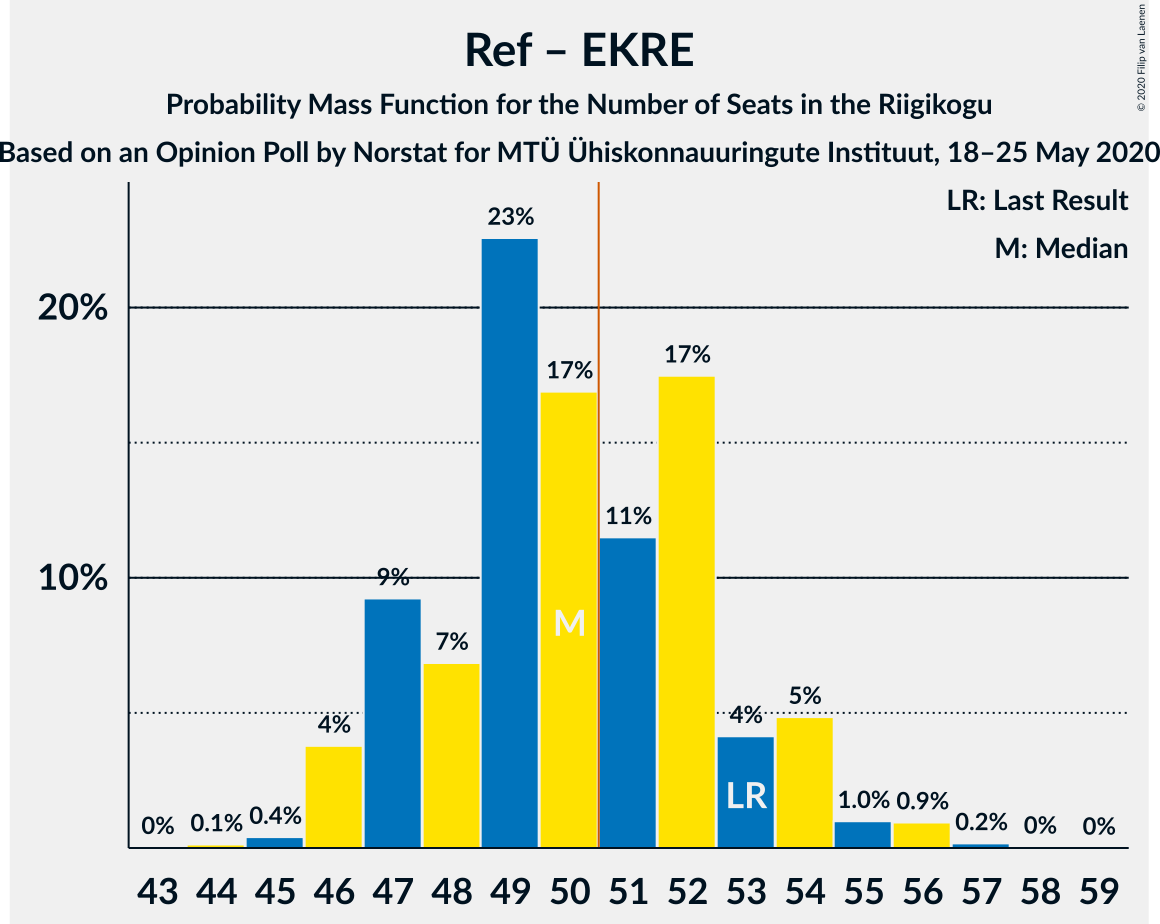 Ref – EKRE
Probability Mass Function for the Number of Seats in the Riigikogu
Based on an Opinion Poll by Norstat for MTÜ Ühiskonnauuringute Instituut, 18–25 May 2020
© 2020 Filip van Laenen
LR: Last Result
M: Median
20%
10%
0%
0.1%
0.4%
4%
9%
7%
23%
17%
11%
17%
4%
5%
1.0%
0.9%
0.2%
0%
0%
M
LR
43 44 45 46 47 48 49 50 51 52 53 54 55 56 57 58 59